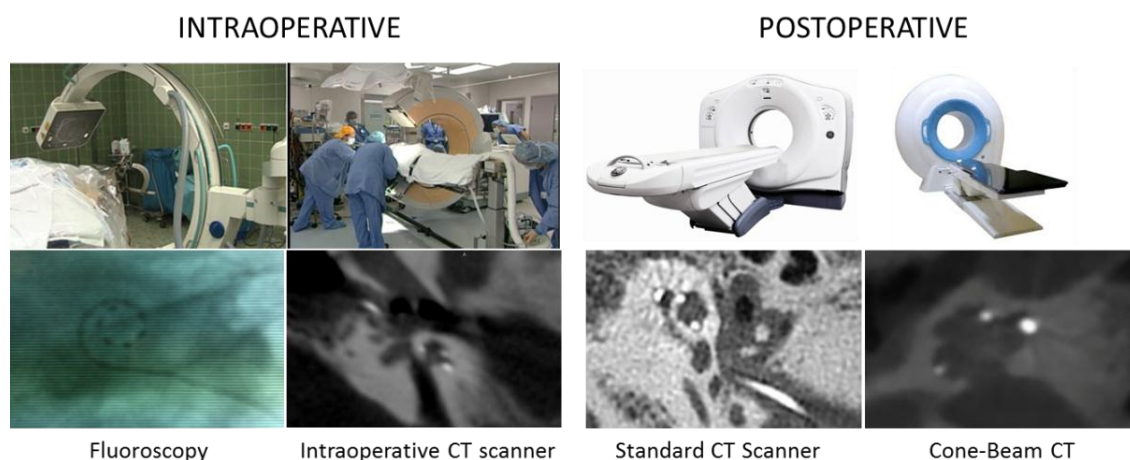 INTRAOPERATIVE
POSTOPERATIVE
Fluoroscopy
Intraoperative CT scanner
Standard CT Scanner
Cone-Beam CT